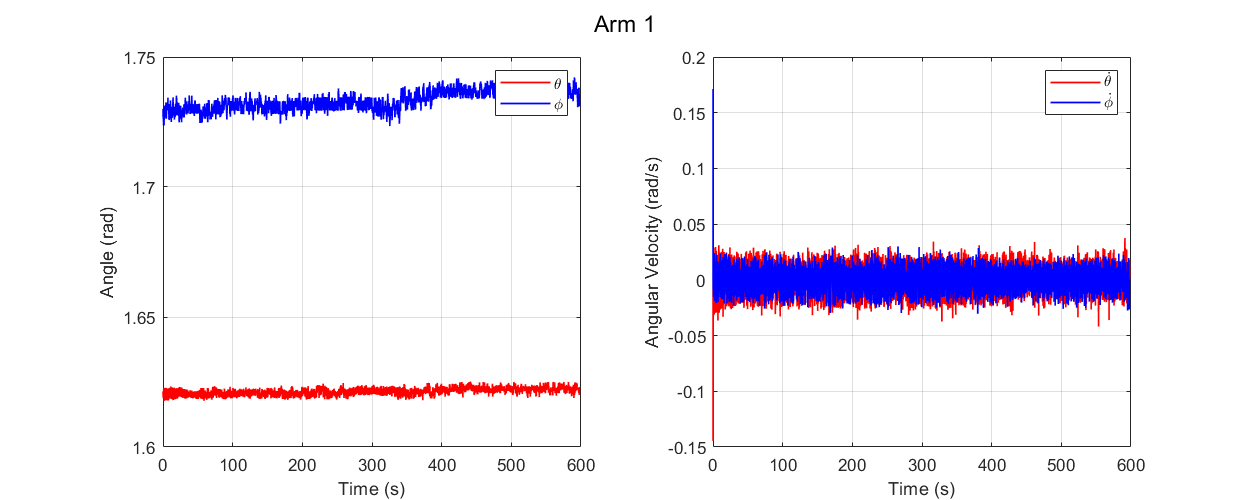 Arm 1
1.75
1.7
1.65
1.6
0 100 200 300 400 500 600
Time (s)
Angle (rad)
θ
ϕ
0.2
0.15
0.1
0.05
0
-0.05
-0.1
-0.15
0 100 200 300 400 500 600
Time (s)
Angular Velocity (rad/s)
θ̇
ϕ̇